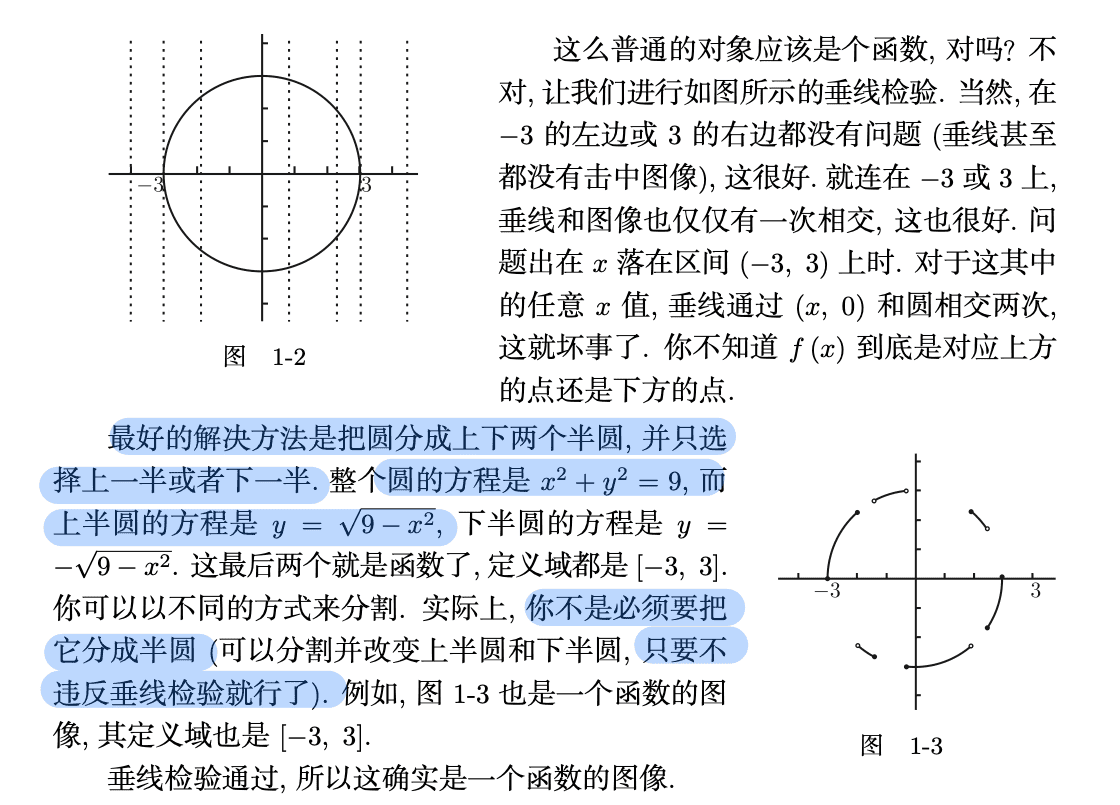 这么普通的对象应该是个函数, 对吗? 不
对, 让我们进行如图所示的垂线检验. 当然, 在
−3 的左边或 3 的右边都没有问题 (垂线甚至
都没有击中图像), 这很好. 就连在 −3 或 3 上,
垂线和图像也仅仅有一次相交, 这也很好. 问
题出在 x 落在区间 (−3, 3) 上时. 对于这其中
的任意 x 值, 垂线通过 (x, 0) 和圆相交两次,
这就坏事了. 你不知道 f (x) 到底是对应上方
的点还是下方的点.
−3
3
图 1-2
最好的解决方法是把圆分成上下两个半圆, 并只选
择上一半或者下一半. 整个圆的方程是 x² + y² = 9, 而
上半圆的方程是 y = √(9 − x²), 下半圆的方程是 y =
−√(9 − x²). 这最后两个就是函数了, 定义域都是 [−3, 3].
你可以以不同的方式来分割. 实际上, 你不是必须要把
它分成半圆 (可以分割并改变上半圆和下半圆, 只要不
违反垂线检验就行了). 例如, 图 1-3 也是一个函数的图
像, 其定义域也是 [−3, 3].
−3
3
图 1-3
垂线检验通过, 所以这确实是一个函数的图像.